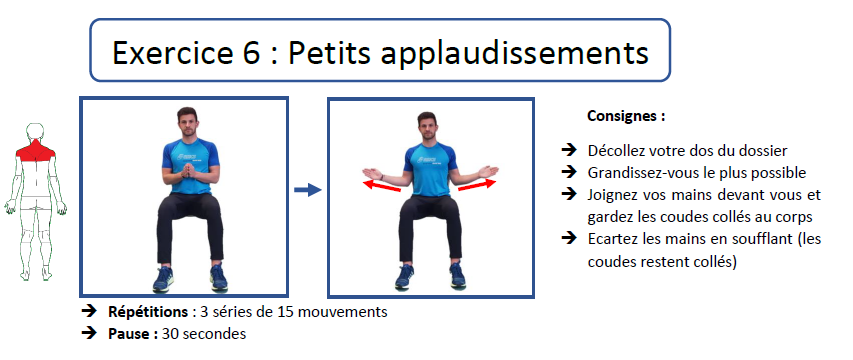 Exercice 6 : Petits applaudissements
Consignes :
➔ Décollez votre dos du dossier
➔ Grandissez-vous le plus possible
➔ Joignez vos mains devant vous et
gardez les coudes collés au corps
➔ Ecartez les mains en soufflant (les
coudes restent collés)
➔ Répétitions : 3 séries de 15 mouvements
➔ Pause : 30 secondes